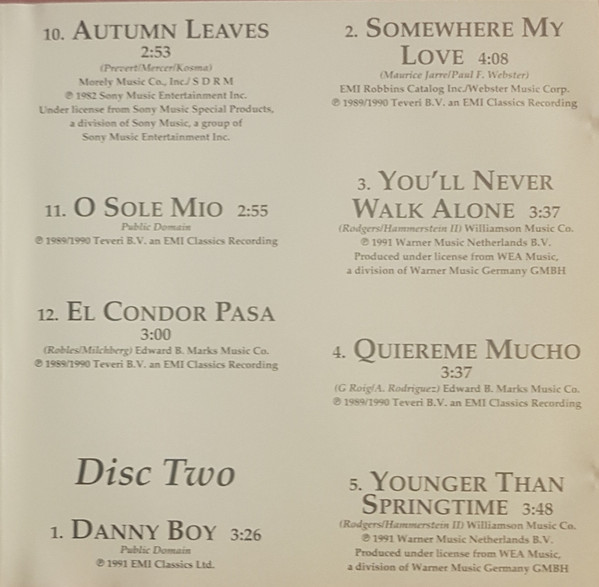 10. AUTUMN LEAVES
2:53
(Prevert/Mercer/Kosma)
Morely Music Co., Inc./ S D R M
℗ 1982 Sony Music Entertainment Inc.
Under license from Sony Music Special Products,
a division of Sony Music, a group of
Sony Music Entertainment Inc.
11. O SOLE MIO 2:55
Public Domain
℗ 1989/1990 Teveri B.V. an EMI Classics Recording
12. EL CONDOR PASA
3:00
(Robles/Milchberg) Edward B. Marks Music Co.
℗ 1989/1990 Teveri B.V. an EMI Classics Recording
Disc Two
1. DANNY BOY 3:26
Public Domain
℗ 1991 EMI Classics Ltd.
2. SOMEWHERE MY
LOVE 4:08
(Maurice Jarre/Paul F. Webster)
EMI Robbins Catalog Inc./Webster Music Corp.
℗ 1989/1990 Teveri B.V. an EMI Classics Recording
3. YOU'LL NEVER
WALK ALONE 3:37
(Rodgers/Hammerstein II) Williamson Music Co.
℗ 1991 Warner Music Netherlands B.V.
Produced under license from WEA Music,
a division of Warner Music Germany GMBH
4. QUIEREME MUCHO
3:37
(G Roig/A. Rodriguez) Edward B. Marks Music Co.
℗ 1989/1990 Teveri B.V. an EMI Classics Recording
5. YOUNGER THAN
SPRINGTIME 3:48
(Rodgers/Hammerstein II) Williamson Music Co.
℗ 1991 Warner Music Netherlands B.V.
Produced under license from WEA Music,
a division of Warner Music Germany GMBH